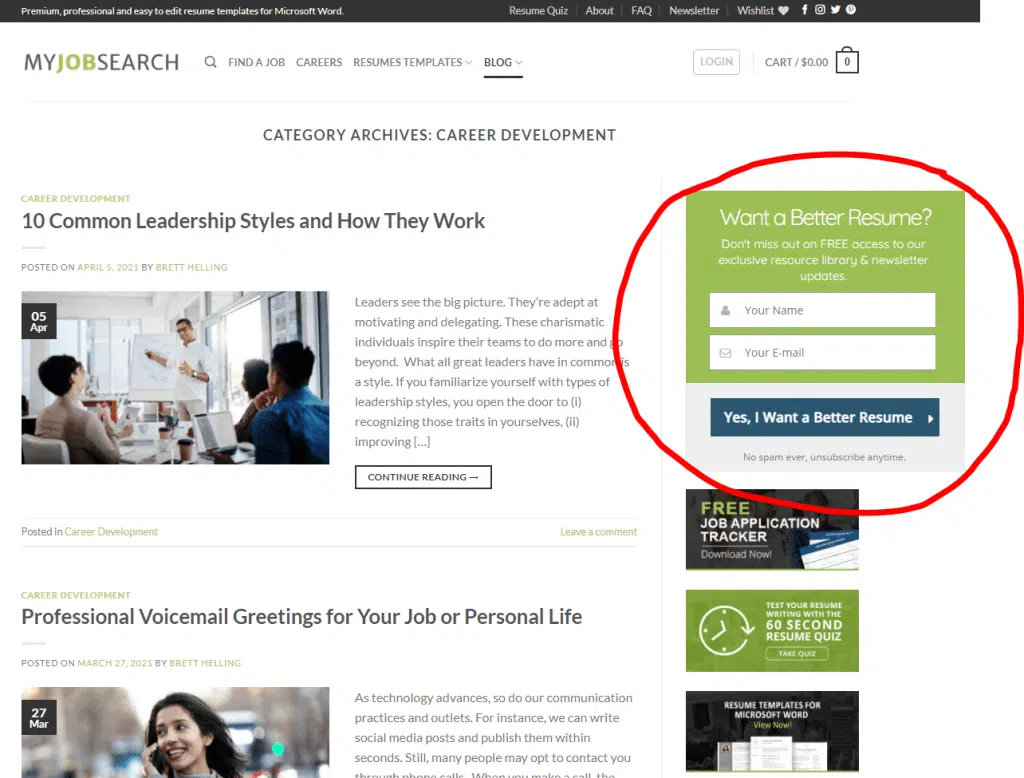 Premium, professional and easy to edit resume templates for Microsoft Word.
Resume Quiz About FAQ Newsletter Wishlist
MYJOBSEARCH
FIND A JOB CAREERS RESUMES TEMPLATES BLOG
LOGIN CART / $0.00 0
CATEGORY ARCHIVES: CAREER DEVELOPMENT
CAREER DEVELOPMENT
10 Common Leadership Styles and How They Work
POSTED ON APRIL 5, 2021 BY BRETT HELLING
05
Apr
Leaders see the big picture. They’re adept at
motivating and delegating. These charismatic
individuals inspire their teams to do more and go
beyond.  What all great leaders have in common is
a style. If you familiarize yourself with types of
leadership styles, you open the door to (i)
recognizing those traits in yourselves, (ii)
improving […]
CONTINUE READING →
Posted in Career Development
Leave a comment
CAREER DEVELOPMENT
Professional Voicemail Greetings for Your Job or Personal Life
POSTED ON MARCH 27, 2021 BY BRETT HELLING
27
Mar
As technology advances, so do our communication
practices and outlets. For instance, we can write
social media posts and publish them within
seconds. Still, many people may opt to contact you
through phone calls.  When you make a call, the
Want a Better Resume?
Don't miss out on FREE access to our
exclusive resource library & newsletter
updates.
Your Name
Your E-mail
Yes, I Want a Better Resume
No spam ever, unsubscribe anytime.
FREE
JOB APPLICATION
TRACKER
Download Now!
TEST YOUR RESUME
WRITING WITH THE
60 SECOND
RESUME QUIZ
TAKE QUIZ
RESUME TEMPLATES FOR
MICROSOFT WORD
View Now!